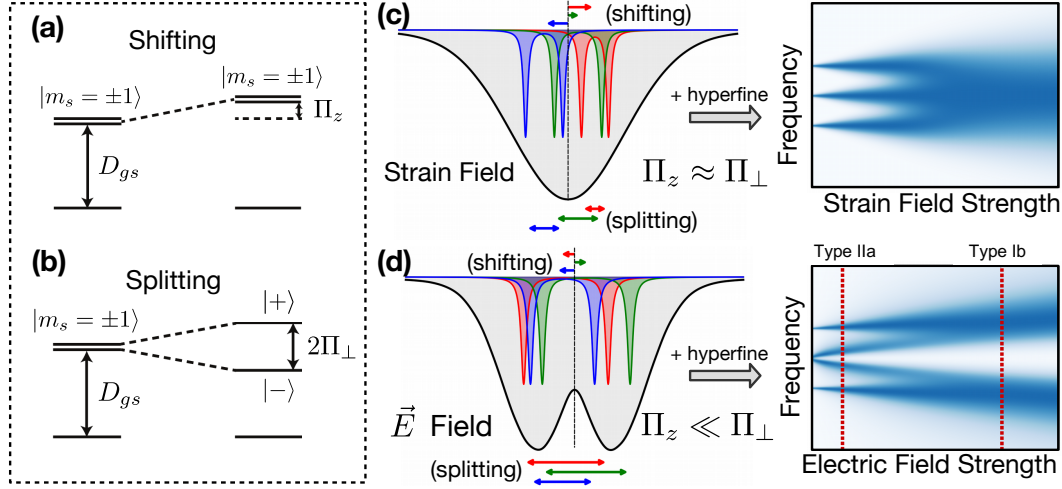 (a)
Shifting
|m_s = ±1⟩
|m_s = ±1⟩
Π_z
D_gs
(b)
Splitting
|m_s = ±1⟩
|+⟩
2Π_⊥
|−⟩
D_gs
(c)
(shifting)
Strain Field
Π_z ≈ Π_⊥
(splitting)
+ hyperfine
Frequency
Strain Field Strength
(d)
(shifting)
E⃗ Field
Π_z ≪ Π_⊥
(splitting)
+ hyperfine
Type IIa
Type Ib
Frequency
Electric Field Strength